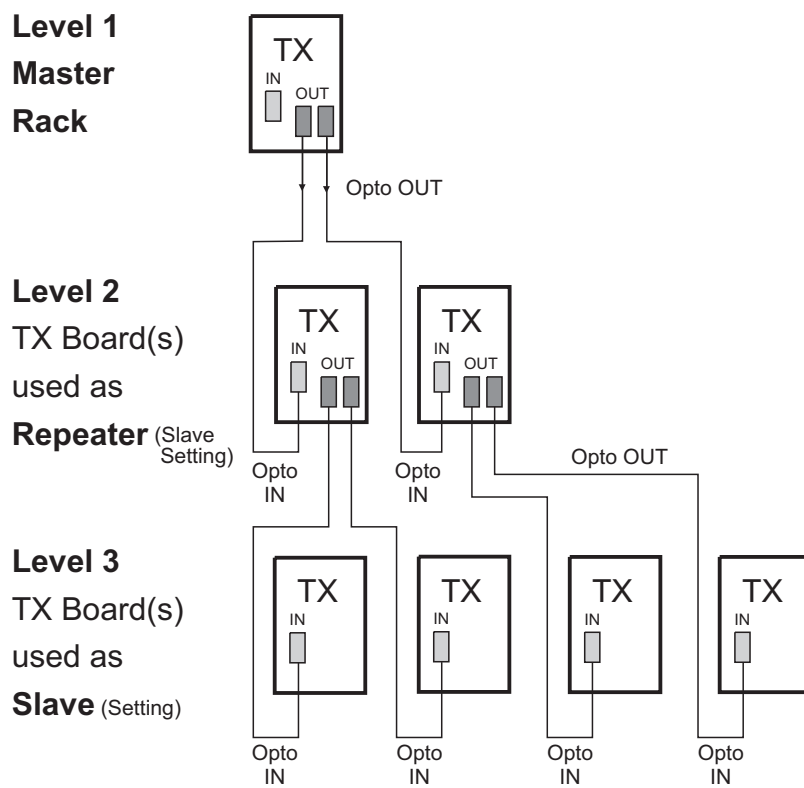 Level 1
Master
Rack
TX
IN
OUT
Opto OUT
Level 2
TX Board(s)
used as
Repeater (Slave
Setting)
TX
IN
OUT
TX
IN
OUT
Opto
IN
Opto
IN
Opto OUT
Level 3
TX Board(s)
used as
Slave (Setting)
TX
IN
TX
IN
TX
IN
TX
IN
Opto
IN
Opto
IN
Opto
IN
Opto
IN